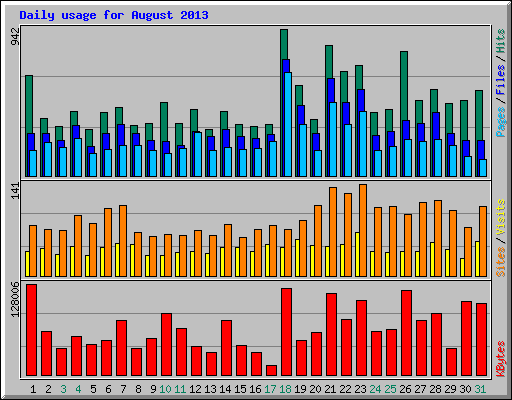 Daily usage for August 2013
942
Pages / Files / Hits
141
Sites / Visits
128006
KBytes
1 2 3 4 5 6 7 8 9 10 11 12 13 14 15 16 17 18 19 20 21 22 23 24 25 26 27 28 29 30 31